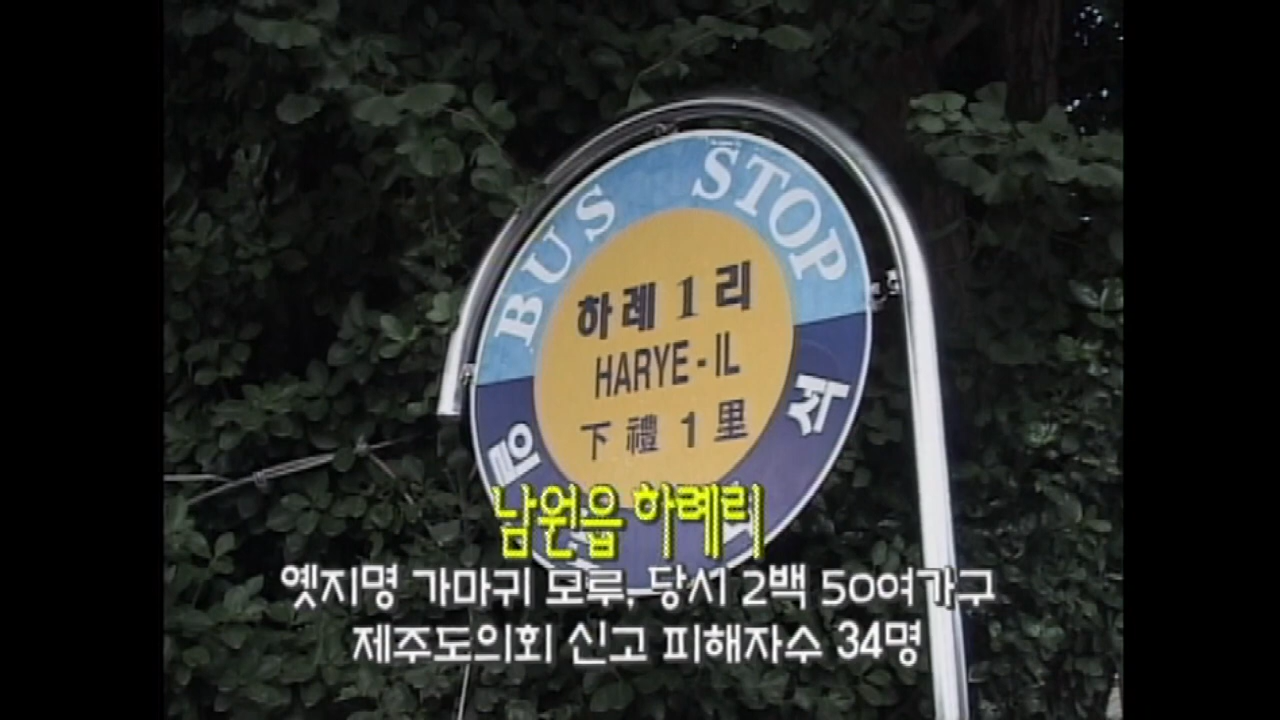 BUS STOP
하레1리
HARYE-IL
下禮1里
남원읍 하례리
옛지명 가마귀 모루, 당서 2백 50여가구
제주도의회 신고 피해자수 34명